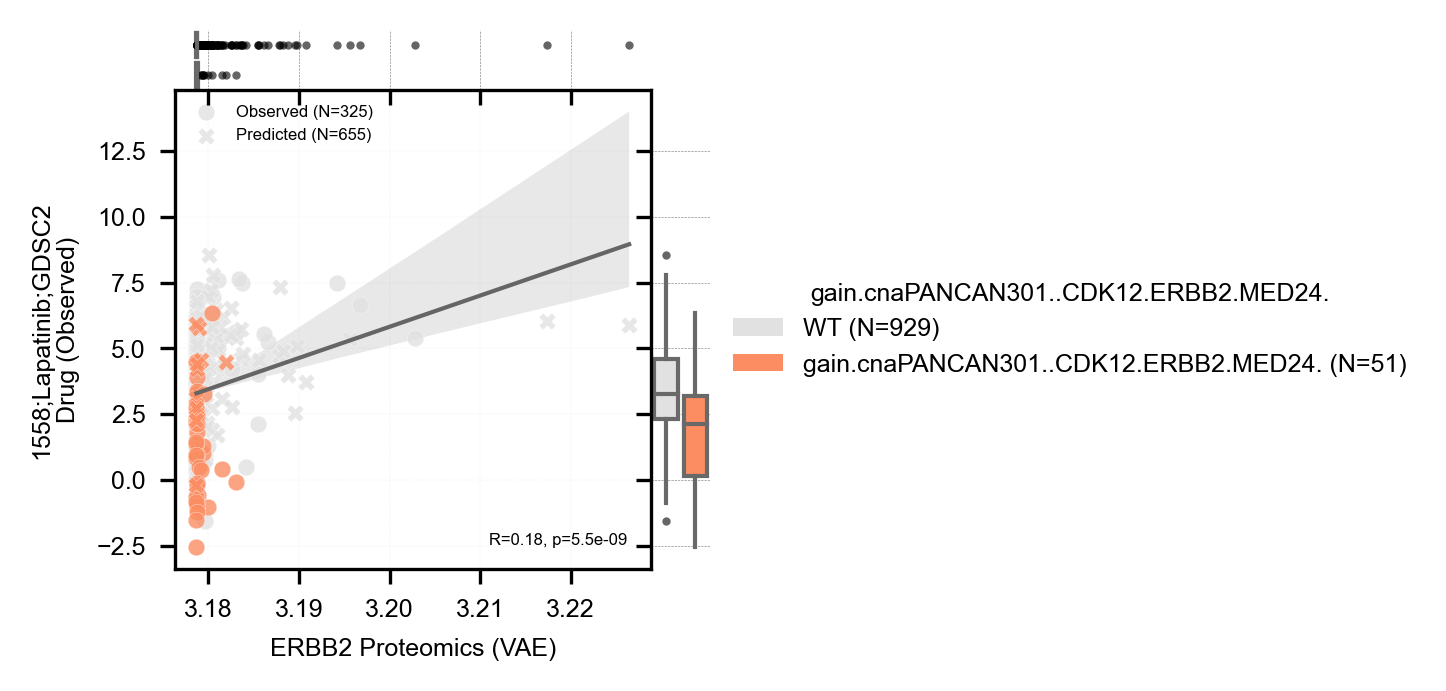 Observed (N=325)
Predicted (N=655)
12.5
10.0
7.5
5.0
2.5
0.0
−2.5
1558;Lapatinib;GDSC2
Drug (Observed)
R=0.18, p=5.5e-09
3.18
3.19
3.20
3.21
3.22
ERBB2 Proteomics (VAE)
gain.cnaPANCAN301..CDK12.ERBB2.MED24.
WT (N=929)
gain.cnaPANCAN301..CDK12.ERBB2.MED24. (N=51)